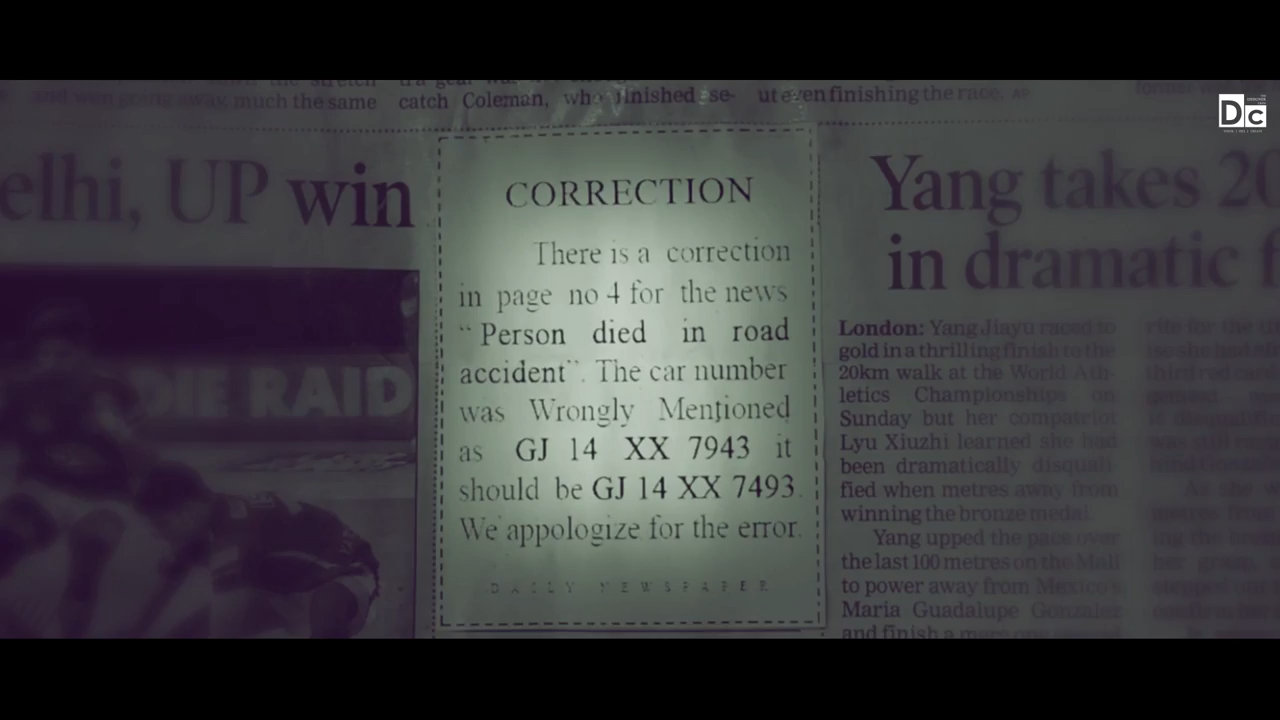 much the same catch Coleman, who finished se- ut even finishing the race.
elhi, UP win
CORRECTION
There is a correction
in page no 4 for the news
“Person died in road
accident”. The car number
was Wrongly Mentioned
as GJ 14 XX 7943 it
should be GJ 14 XX 7493.
We appologize for the error.
DAILY NEWSPAPER
DIE RAID
Yang takes 20
in dramatic f
London: Yang Jiayu raced to
gold in a thrilling finish to the
20km walk at the World Ath-
letics Championships on
Sunday but her compatriot
Lyu Xiuzhi learned she had
been dramatically disquali-
fied when metres away from
winning the bronze medal.
Yang upped the pace over
the last 100 metres on the Mall
to power away from Mexico's
Maria Guadalupe Gonzalez
and finish a mere one second
Dc